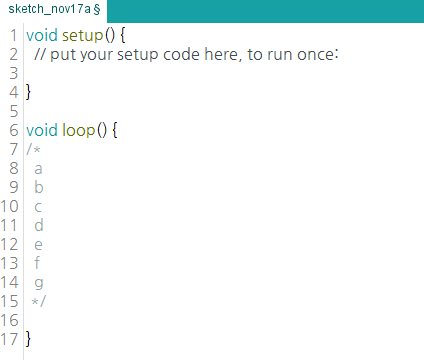 sketch_nov17a §
1 void setup() {
2 // put your setup code here, to run once:
3
4 }
5
6 void loop() {
7 /*
8 a
9 b
10 c
11 d
12 e
13 f
14 g
15 */
16
17 }